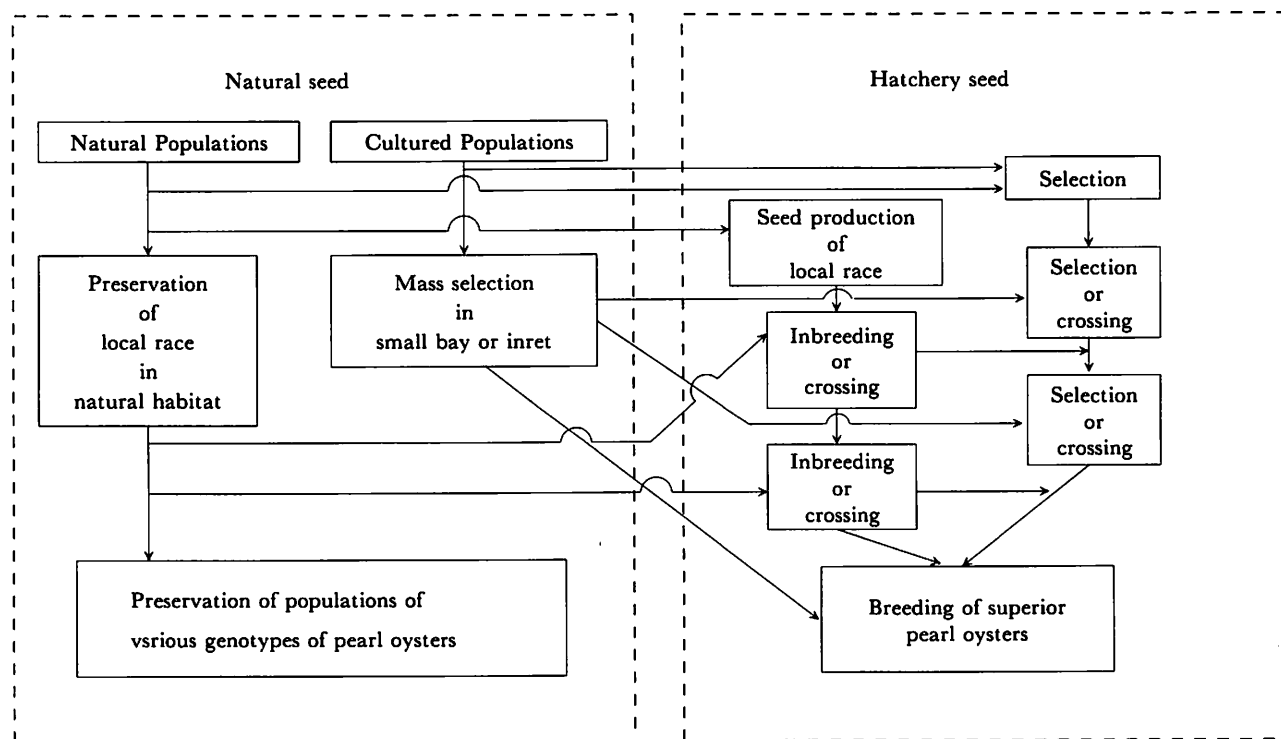 Natural seed
Natural Populations
Cultured Populations
Preservation
of
local race
in
natural habitat
Mass selection
in
small bay or inret
Preservation of populations of
vsrious genotypes of pearl oysters
Hatchery seed
Selection
Seed production
of
local race
Selection
or
crossing
Inbreeding
or
crossing
Selection
or
crossing
Inbreeding
or
crossing
Breeding of superior
pearl oysters